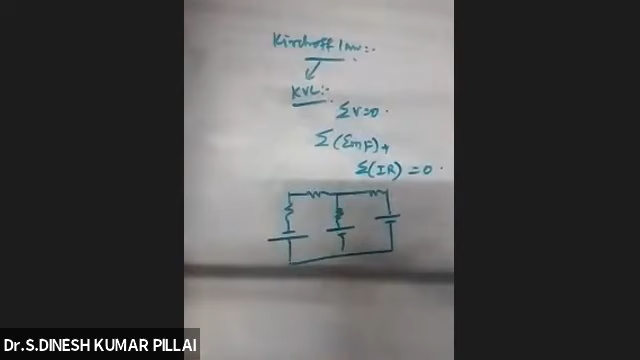 Kirchoff law:.
KVL:.
Σv=0.
Σ(EmF)+
Σ(IR)=0.
Dr.S.DINESH KUMAR PILLAI